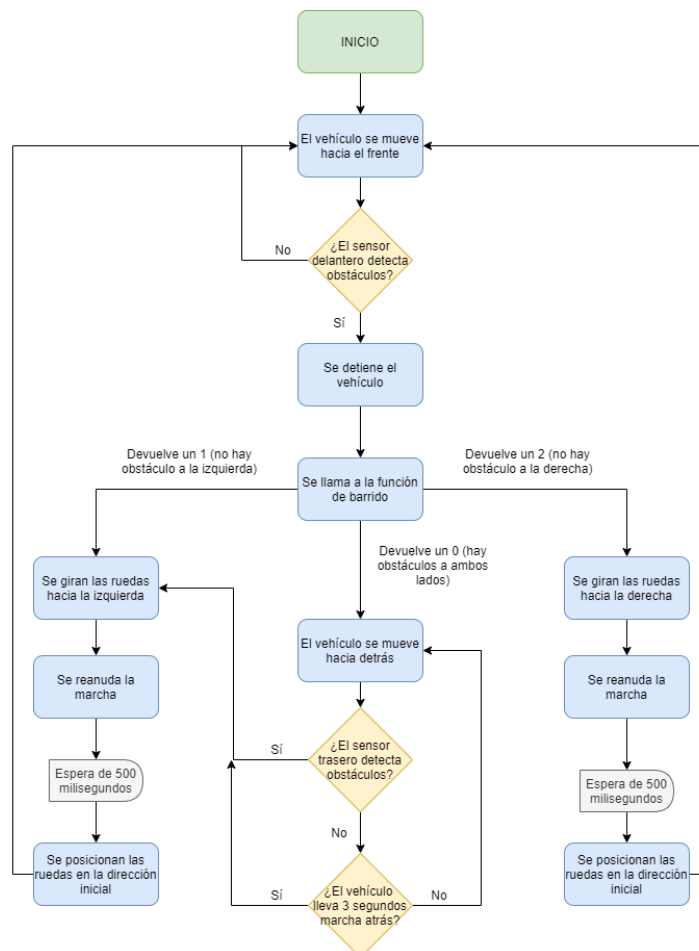 INICIO
El vehículo se mueve
hacia el frente
¿El sensor
delantero detecta
obstáculos?
No
Sí
Se detiene el
vehículo
Devuelve un 1 (no hay
obstáculo a la izquierda)
Devuelve un 2 (no hay
obstáculo a la derecha)
Se llama a la función
de barrido
Devuelve un 0 (hay
obstáculos a ambos
lados)
Se giran las ruedas
hacia la izquierda
Se giran las ruedas
hacia la derecha
El vehículo se mueve
hacia detrás
Se reanuda la
marcha
Se reanuda la
marcha
¿El sensor
trasero detecta
obstáculos?
Sí
No
Espera de 500
milisegundos
Espera de 500
milisegundos
Se posicionan las
ruedas en la dirección
inicial
¿El vehículo
lleva 3 segundos
marcha atrás?
Sí
No
Se posicionan las
ruedas en la dirección
inicial